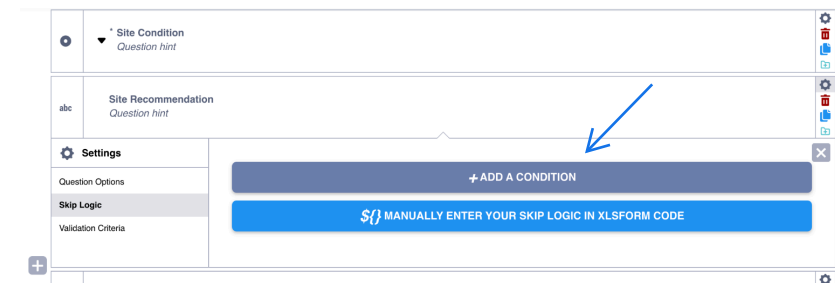 * Site Condition
Question hint
abc
Site Recommendation
Question hint
Settings
Question Options
Skip Logic
Validation Criteria
+ ADD A CONDITION
${} MANUALLY ENTER YOUR SKIP LOGIC IN XLSFORM CODE